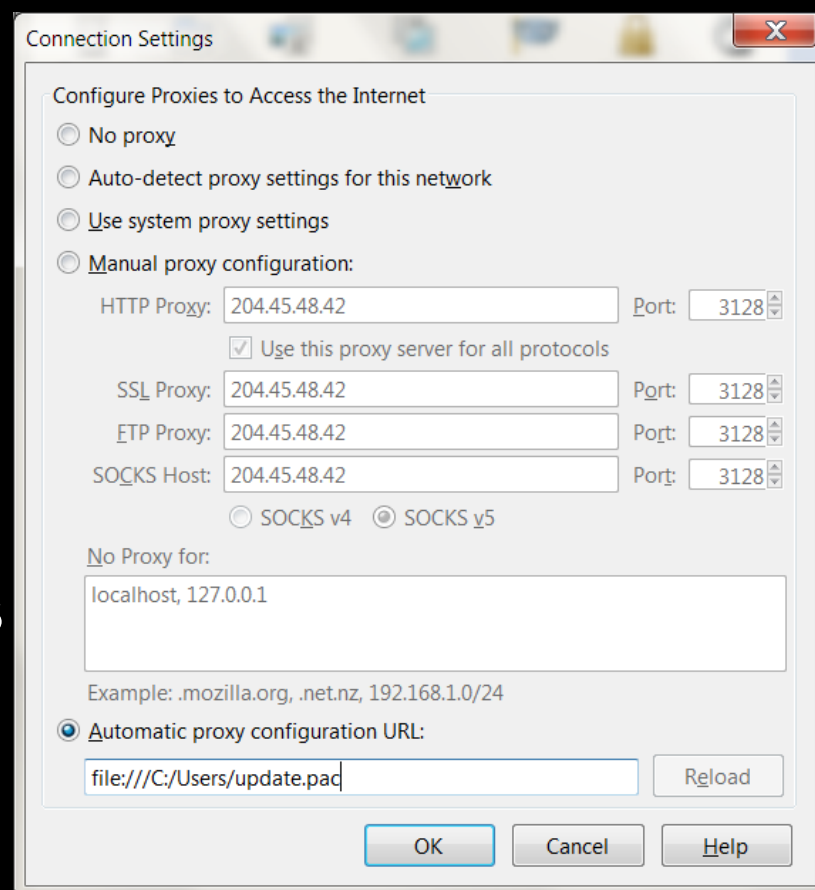 Connection Settings
Configure Proxies to Access the Internet
No proxy
Auto-detect proxy settings for this network
Use system proxy settings
Manual proxy configuration:
HTTP Proxy: 204.45.48.42 Port: 3128
Use this proxy server for all protocols
SSL Proxy: 204.45.48.42 Port: 3128
FTP Proxy: 204.45.48.42 Port: 3128
SOCKS Host: 204.45.48.42 Port: 3128
SOCKS v4 SOCKS v5
No Proxy for:
localhost, 127.0.0.1
Example: .mozilla.org, .net.nz, 192.168.1.0/24
Automatic proxy configuration URL:
file:///C:/Users/update.pac Reload
OK Cancel Help